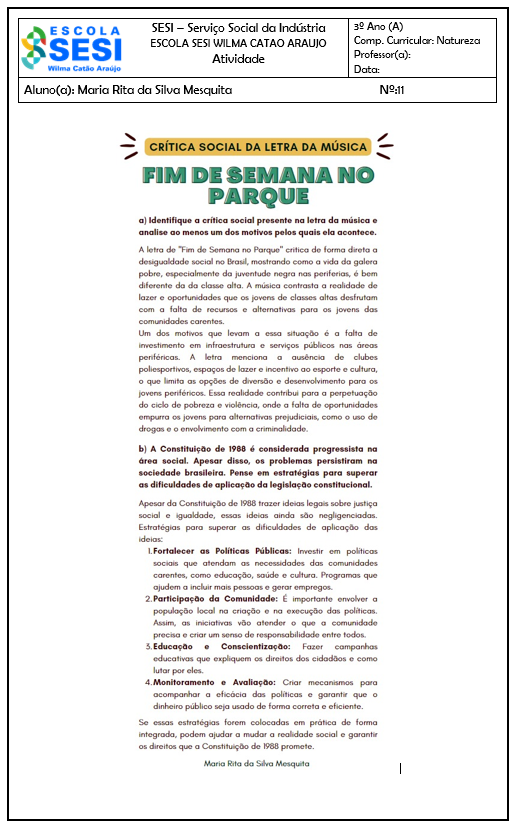 ESCOLA
SESI
Wilma Catão Araújo
SESI – Serviço Social da Indústria
ESCOLA SESI WILMA CATAO ARAUJO
Atividade
3º Ano (A)
Comp. Curricular: Natureza
Professor(a):
Data:
Aluno(a): Maria Rita da Silva Mesquita Nº:11
CRÍTICA SOCIAL DA LETRA DA MÚSICA
FIM DE SEMANA NO
PARQUE
a) Identifique a crítica social presente na letra da música e
analise ao menos um dos motivos pelos quais ela acontece.
A letra de "Fim de Semana no Parque" critica de forma direta a
desigualdade social no Brasil, mostrando como a vida da galera
pobre, especialmente da juventude negra nas periferias, é bem
diferente da da classe alta. A música contrasta a realidade de
lazer e oportunidades que os jovens de classes altas desfrutam
com a falta de recursos e alternativas para os jovens das
comunidades carentes.
Um dos motivos que levam a essa situação é a falta de
investimento em infraestrutura e serviços públicos nas áreas
periféricas. A letra menciona a ausência de clubes
poliesportivos, espaços de lazer e incentivo ao esporte e cultura,
o que limita as opções de diversão e desenvolvimento para os
jovens periféricos. Essa realidade contribui para a perpetuação
do ciclo de pobreza e violência, onde a falta de oportunidades
empurra os jovens para alternativas prejudiciais, como o uso de
drogas e o envolvimento com a criminalidade.
b) A Constituição de 1988 é considerada progressista na
área social. Apesar disso, os problemas persistiram na
sociedade brasileira. Pense em estratégias para superar
as dificuldades de aplicação da legislação constitucional.
Apesar da Constituição de 1988 trazer ideias legais sobre justiça
social e igualdade, essas ideias ainda são negligenciadas.
Estratégias para superar as dificuldades de aplicação das
ideias:
1. Fortalecer as Políticas Públicas: Investir em políticas
sociais que atendam as necessidades das comunidades
carentes, como educação, saúde e cultura. Programas que
ajudem a incluir mais pessoas e gerar empregos.
2. Participação da Comunidade: É importante envolver a
população local na criação e na execução das políticas.
Assim, as iniciativas vão atender o que a comunidade
precisa e criar um senso de responsabilidade entre todos.
3. Educação e Conscientização: Fazer campanhas
educativas que expliquem os direitos dos cidadãos e como
lutar por eles.
4. Monitoramento e Avaliação: Criar mecanismos para
acompanhar a eficácia das políticas e garantir que o
dinheiro público seja usado de forma correta e eficiente.
Se essas estratégias forem colocadas em prática de forma
integrada, podem ajudar a mudar a realidade social e garantir
os direitos que a Constituição de 1988 promete.
Maria Rita da Silva Mesquita